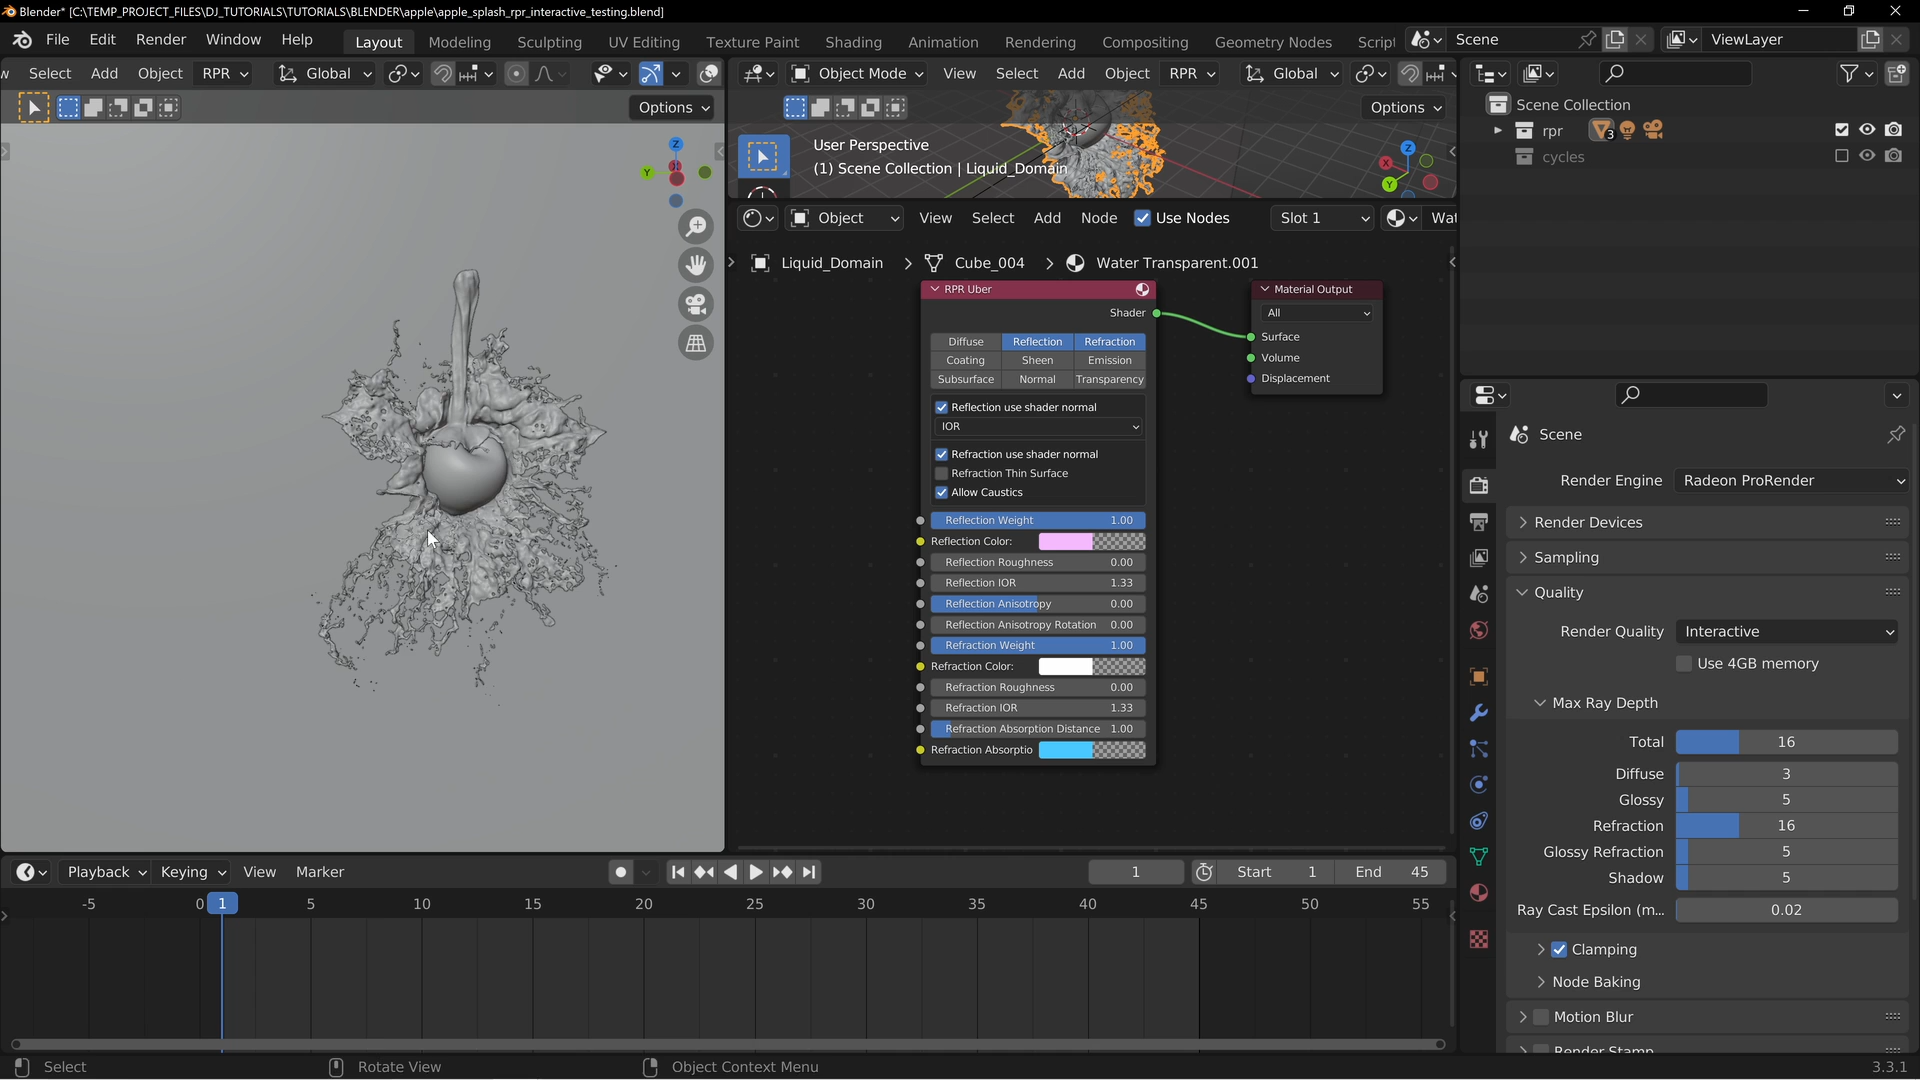 Blender* [C:\TEMP_PROJECT_FILES\DJ_TUTORIALS\TUTORIALS\BLENDER\apple\apple_splash_rpr_interactive_testing.blend]
File Edit Render Window Help Layout Modeling Sculpting UV Editing Texture Paint Shading Animation Rendering Compositing Geometry Nodes Script Scene ViewLayer
w Select Add Object RPR Global
Object Mode View Select Add Object RPR Global
Options
Options
User Perspective
(1) Scene Collection | Liquid_Domain
Z
Y
X
Z
X
Y
Object View Select Add Node Use Nodes Slot 1 Wat
Liquid_Domain > Cube_004 > Water Transparent.001
RPR Uber
Shader
Diffuse Reflection Refraction
Coating Sheen Emission
Subsurface Normal Transparency
Reflection use shader normal
IOR
Refraction use shader normal
Refraction Thin Surface
Allow Caustics
Reflection Weight 1.00
Reflection Color:
Reflection Roughness 0.00
Reflection IOR 1.33
Reflection Anisotropy 0.00
Reflection Anisotropy Rotation 0.00
Refraction Weight 1.00
Refraction Color:
Refraction Roughness 0.00
Refraction IOR 1.33
Refraction Absorption Distance 1.00
Refraction Absorptio
Material Output
All
Surface
Volume
Displacement
Scene Collection
rpr 3
cycles
Scene
Render Engine Radeon ProRender
Render Devices
Sampling
Quality
Render Quality Interactive
Use 4GB memory
Max Ray Depth
Total 16
Diffuse 3
Glossy 5
Refraction 16
Glossy Refraction 5
Shadow 5
Ray Cast Epsilon (m... 0.02
Clamping
Node Baking
Motion Blur
Render Stamp
Playback Keying View Marker 1 Start 1 End 45
-5 0 1 5 10 15 20 25 30 35 40 45 50 55
Select Rotate View Object Context Menu 3.3.1